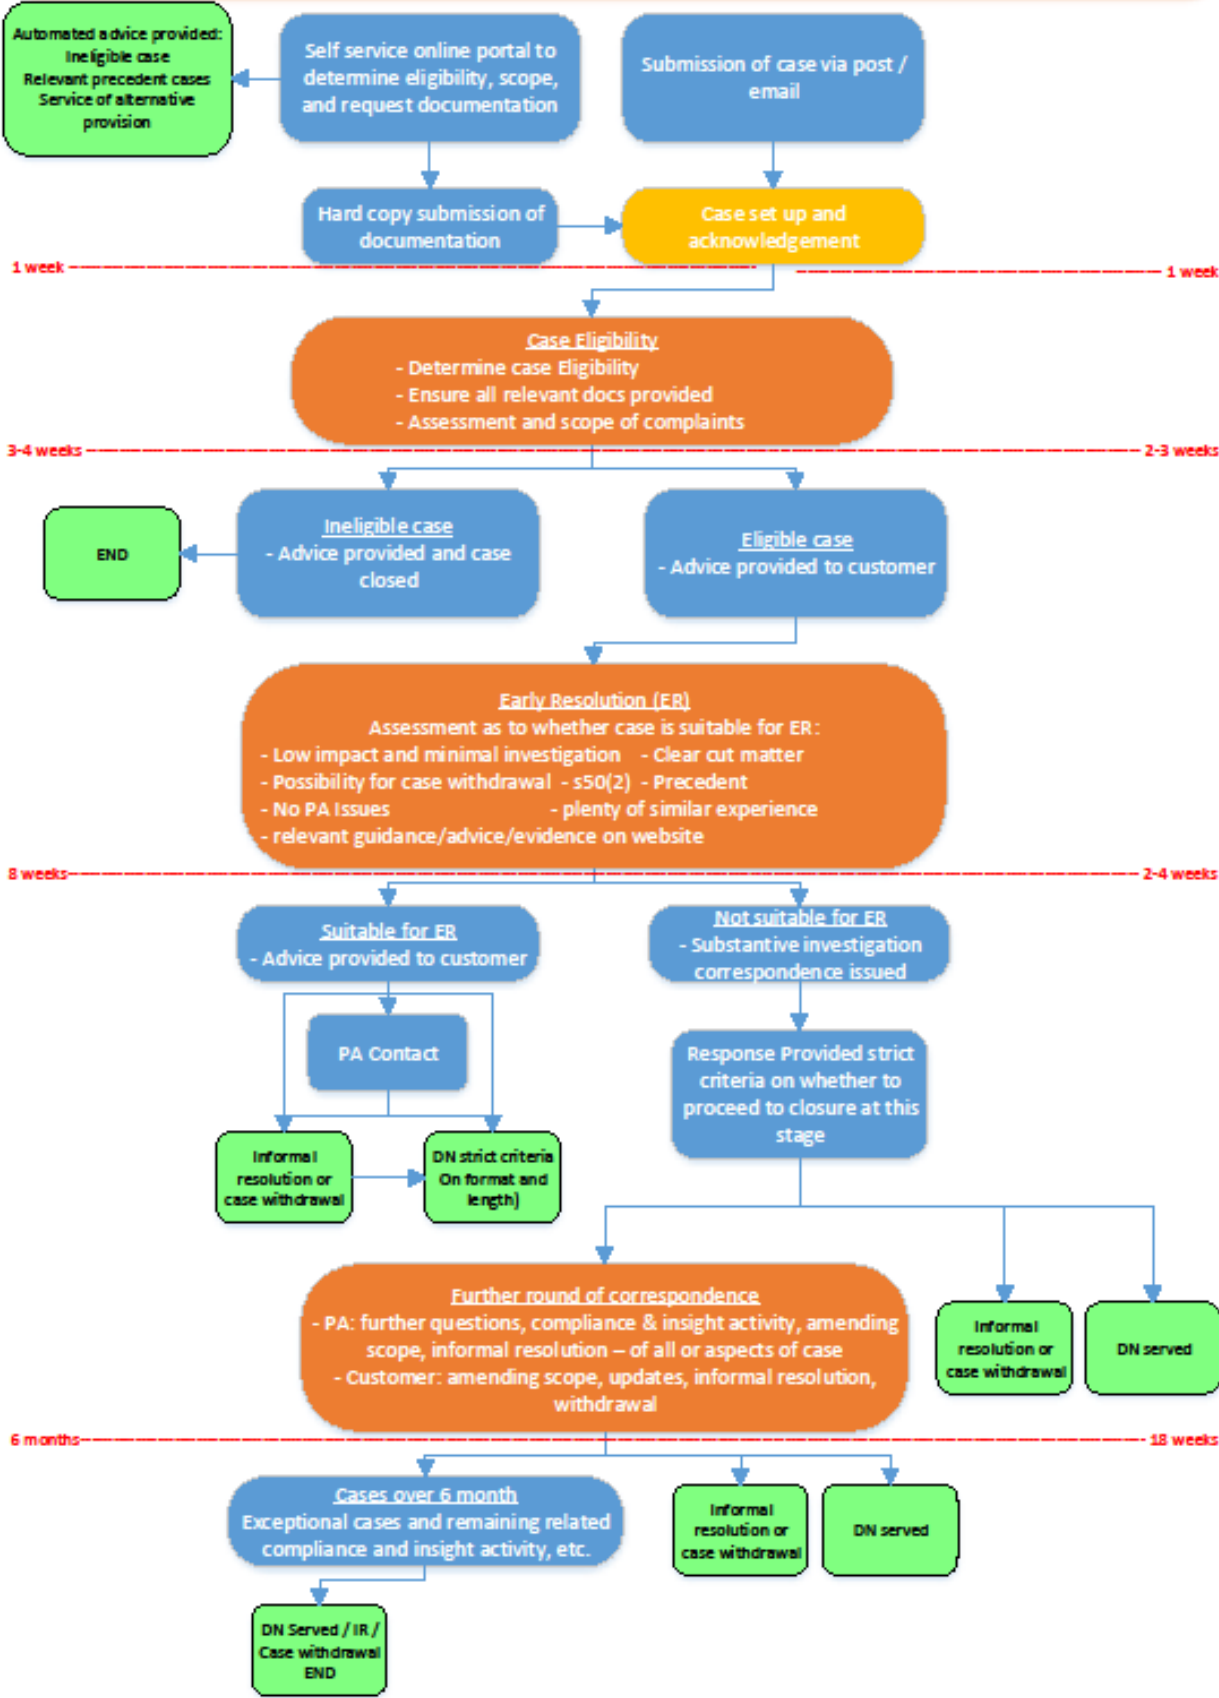 Automated advice provided:
Ineligible case
Relevant precedent cases
Service of alternative
provision
Self service online portal to
determine eligibility, scope,
and request documentation
Submission of case via post /
email
Hard copy submission of
documentation
Case set up and
acknowledgement
1 week
1 week
Case Eligibility
- Determine case Eligibility
- Ensure all relevant docs provided
- Assessment and scope of complaints
3-4 weeks
2-3 weeks
END
Ineligible case
- Advice provided and case
closed
Eligible case
- Advice provided to customer
Early Resolution (ER)
Assessment as to whether case is suitable for ER:
- Low impact and minimal investigation - Clear cut matter
- Possibility for case withdrawal - s50(2) - Precedent
- No PA Issues - plenty of similar experience
- relevant guidance/advice/evidence on website
8 weeks
2-4 weeks
Suitable for ER
- Advice provided to customer
Not suitable for ER
- Substantive investigation
correspondence issued
PA Contact
Response Provided strict
criteria on whether to
proceed to closure at this
stage
Informal
resolution or
case withdrawal
DN strict criteria
On format and
length)
Further round of correspondence
- PA: further questions, compliance & insight activity, amending
scope, informal resolution – of all or aspects of case
- Customer: amending scope, updates, informal resolution,
withdrawal
Informal
resolution or
case withdrawal
DN served
6 months
18 weeks
Cases over 6 month
Exceptional cases and remaining related
compliance and insight activity, etc.
Informal
resolution or
case withdrawal
DN served
DN Served / IR /
Case withdrawal
END